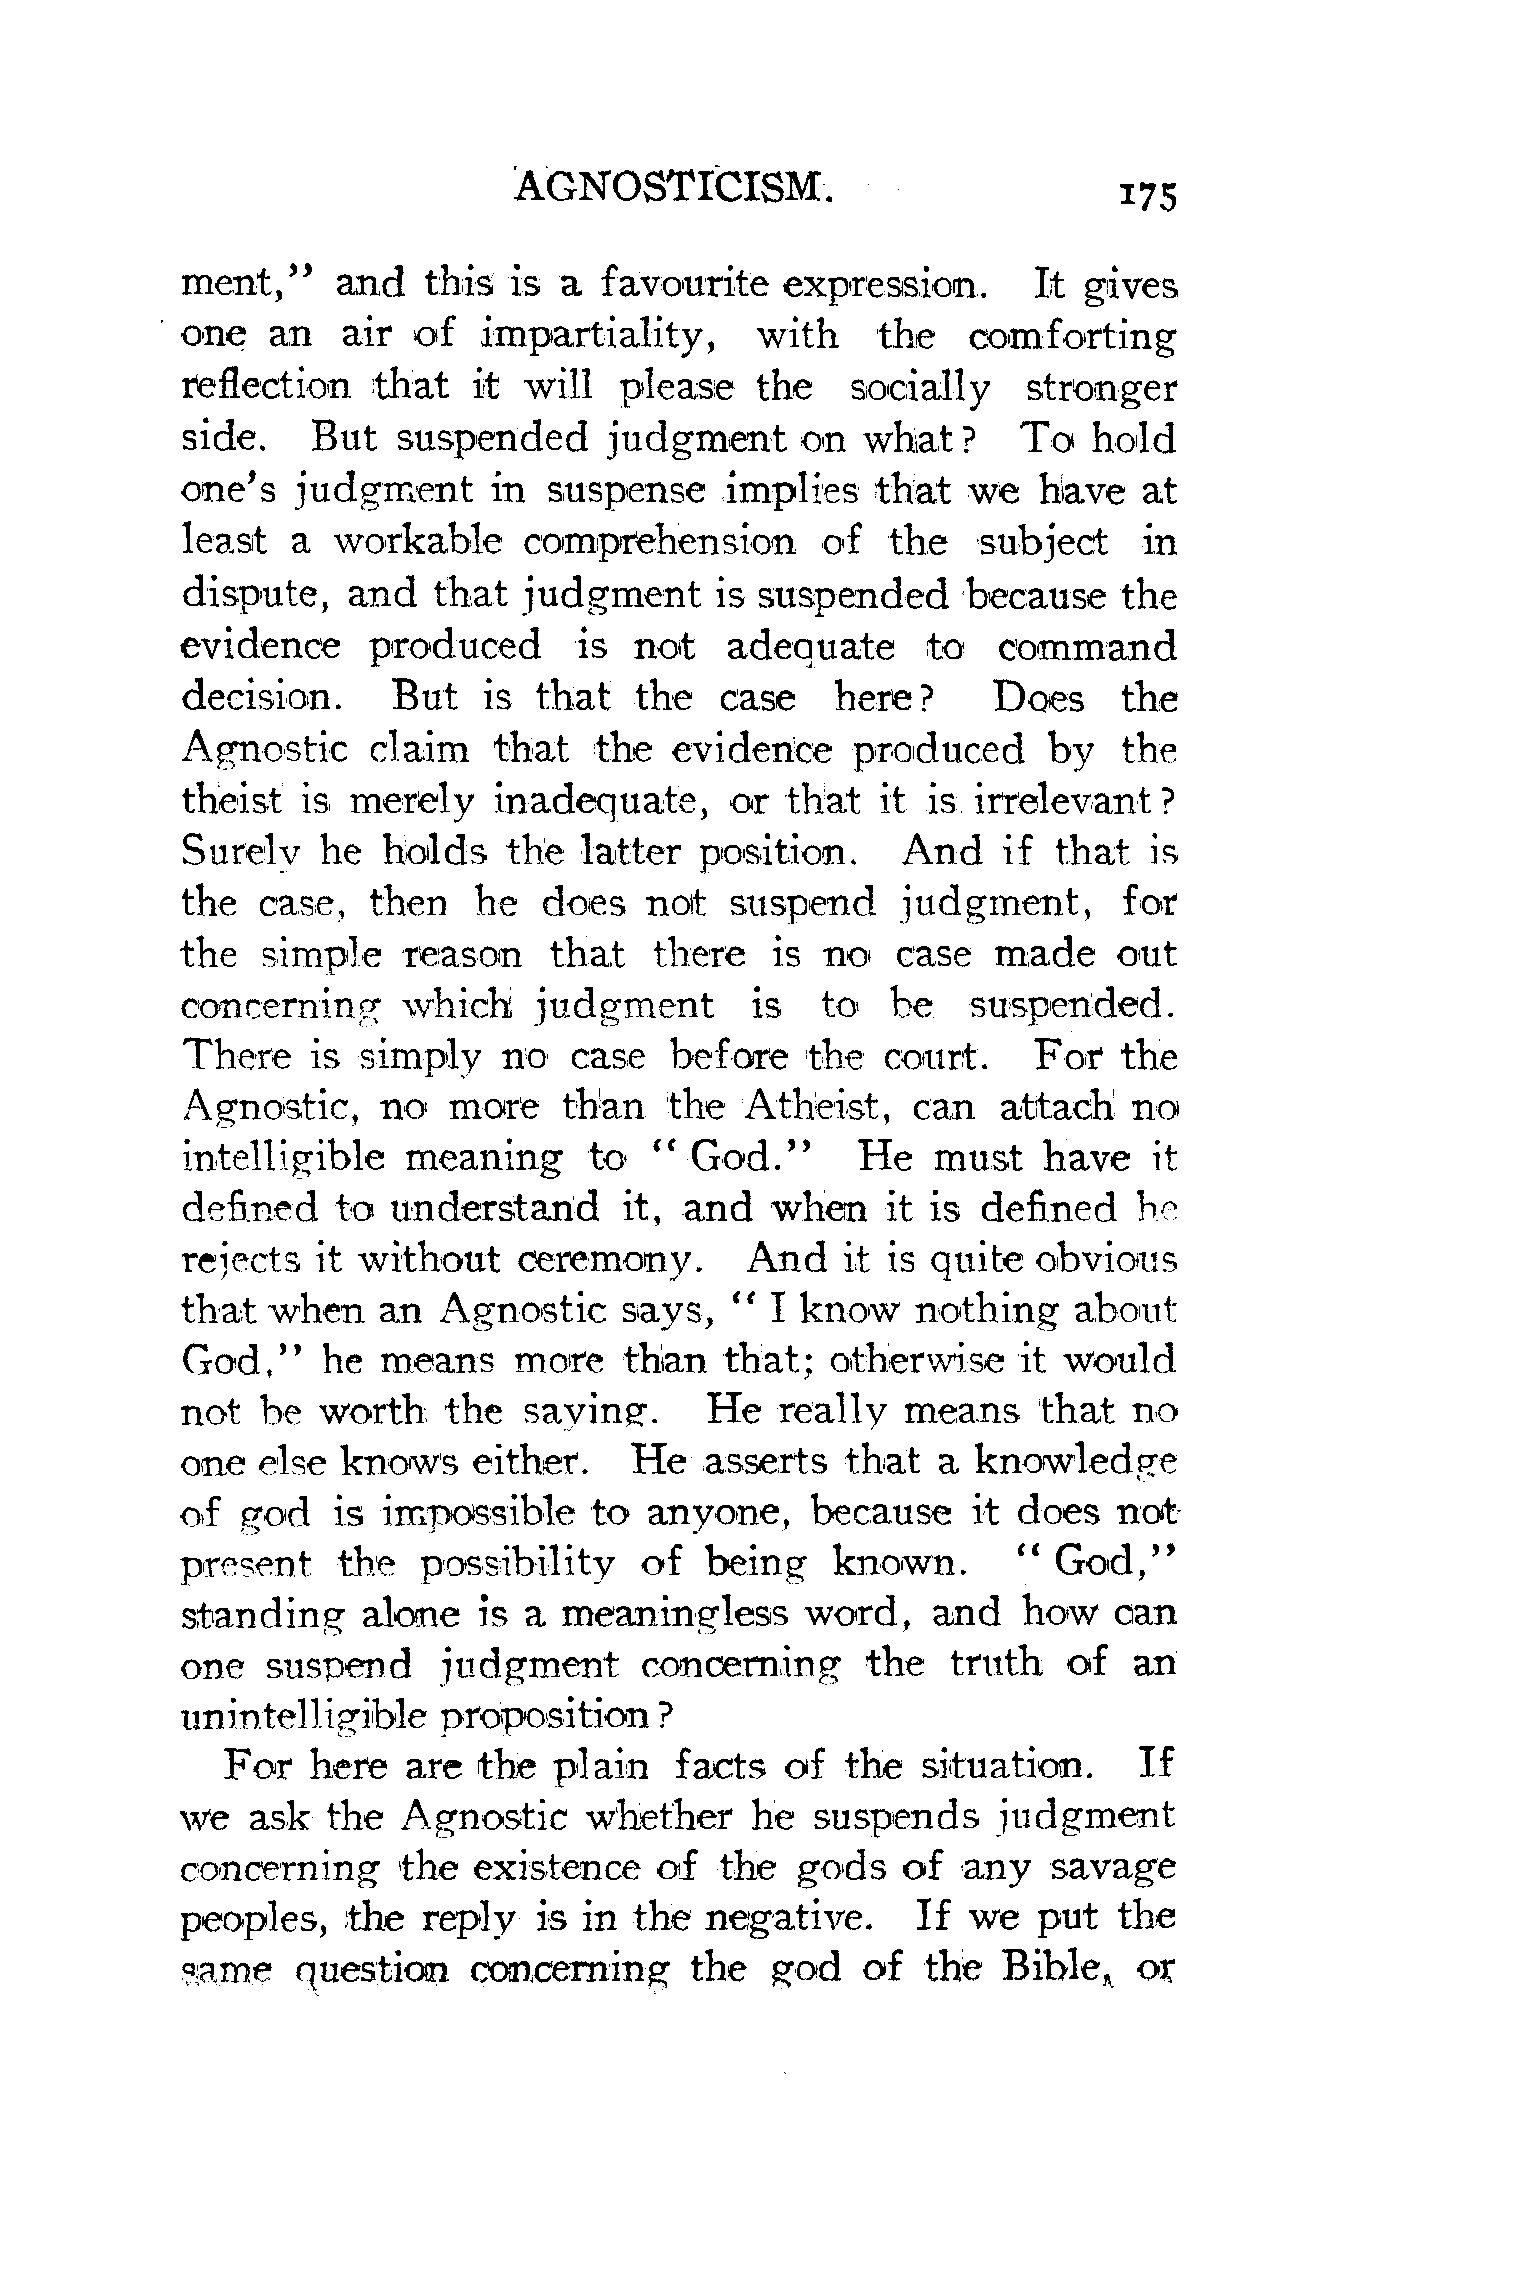 AGNOSTICISM. 175
ment," and this is a favourite expression. It gives
one an air of impartiality, with the comforting
reflection that it will please the socially stronger
side. But suspended judgment on what? To hold
one's judgment in suspense implies that we have at
least a workable comprehension of the subject in
dispute, and that judgment is suspended because the
evidence produced is not adequate to command
decision. But is that the case here? Does the
Agnostic claim that the evidence produced by the
theist is merely inadequate, or that it is irrelevant?
Surely he holds the latter position. And if that is
the case, then he does not suspend judgment, for
the simple reason that there is no case made out
concerning which judgment is to be suspended.
There is simply no case before the court. For the
Agnostic, no more than the Atheist, can attach no
intelligible meaning to " God." He must have it
defined to understand it, and when it is defined he
rejects it without ceremony. And it is quite obvious
that when an Agnostic says, " I know nothing about
God," he means more than that; otherwise it would
not be worth the saying. He really means that no
one else knows either. He asserts that a knowledge
of god is impossible to anyone, because it does not
present the possibility of being known. " God,"
standing alone is a meaningless word, and how can
one suspend judgment concerning the truth of an
unintelligible proposition?
For here are the plain facts of the situation. If
we ask the Agnostic whether he suspends judgment
concerning the existence of the gods of any savage
peoples, the reply is in the negative. If we put the
same question concerning the god of the Bible, or